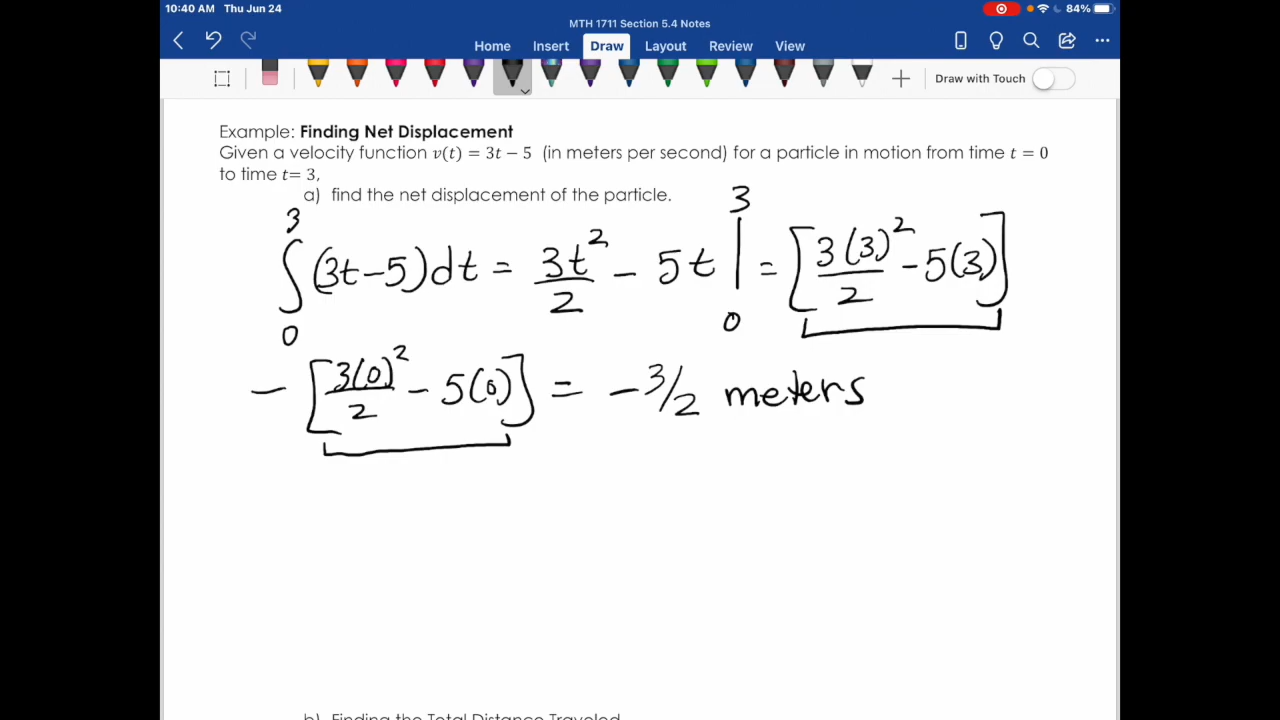 10:40 AM Thu Jun 24
84%
MTH 1711 Section 5.4 Notes
Home Insert Draw Layout Review View
Draw with Touch
Example: Finding Net Displacement
Given a velocity function v(t) = 3t − 5 (in meters per second) for a particle in motion from time t = 0
to time t= 3,
a) find the net displacement of the particle.
∫₀³ (3t−5)dt = 3t²/2 − 5t |₀³ = [3(3)²/2 − 5(3)]
− [3(0)²/2 − 5(0)] = −3/2 meters
b) Finding the Total Distance Traveled